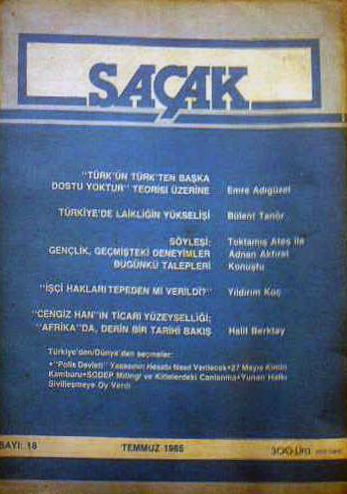 SAÇAK
"TÜRK'ÜN TÜRK'TEN BAŞKA
DOSTU YOKTUR" TEORİSİ ÜZERİNE Emre Adıgüzel
TÜRKİYE'DE LAİKLİĞİN YÜKSELİŞİ Bülent Tanör
SÖYLEŞİ: Toktamış Ateş ile
GENÇLİK, GEÇMİŞTEKİ DENEYİMLER Adnan Akfırat
BUGÜNKÜ TALEPLERİ Konuştu
"İŞÇİ HAKLARI TEPEDEN Mİ VERİLDİ?" Yıldırım Koç
"CENGİZ HAN"IN TİCARİ YÜZEYSELLİĞİ;
"AFRİKA"DA, DERİN BİR TARİHİ BAKIŞ Halil Berktay
Türkiye'den/Dünya'dan seçmeler:
•"Polis Devleti" Yasasının Hesabı Nasıl Verilecek•27 Mayıs Kimin
Kamburu•SODEP Mitingi ve Kitlelerdeki Canlanma•Yunan Halkı
Sivilleşmeye Oy Verdi
SAYI: 18 TEMMUZ 1985 300 Lira